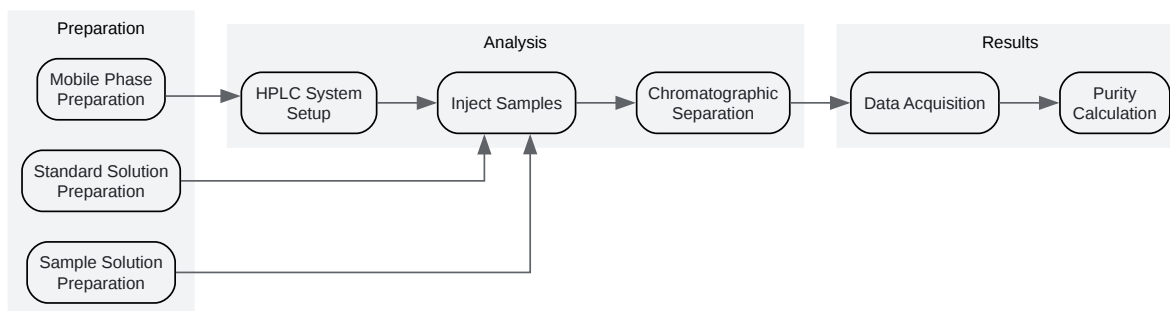 Preparation
Mobile Phase
Preparation
Standard Solution
Preparation
Sample Solution
Preparation
Analysis
HPLC System
Setup
Inject Samples
Chromatographic
Separation
Results
Data Acquisition
Purity
Calculation